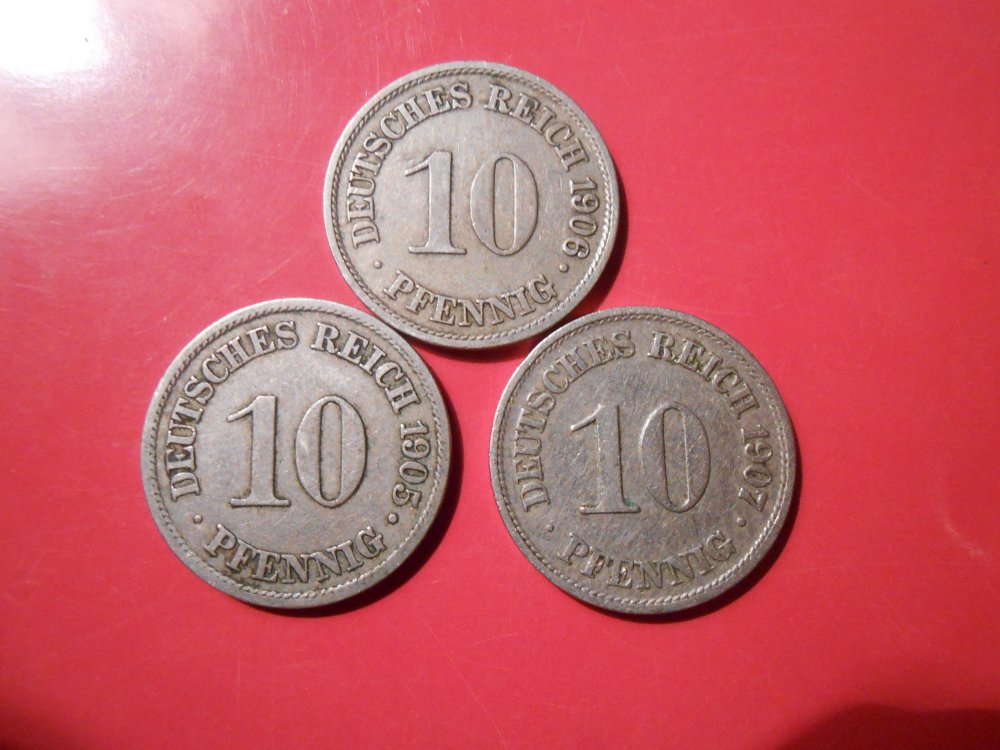 DEUTSCHES REICH 1906
10
· PFENNIG ·
DEUTSCHES REICH 1905
10
· PFENNIG ·
DEUTSCHES REICH 1907
10
· PFENNIG ·